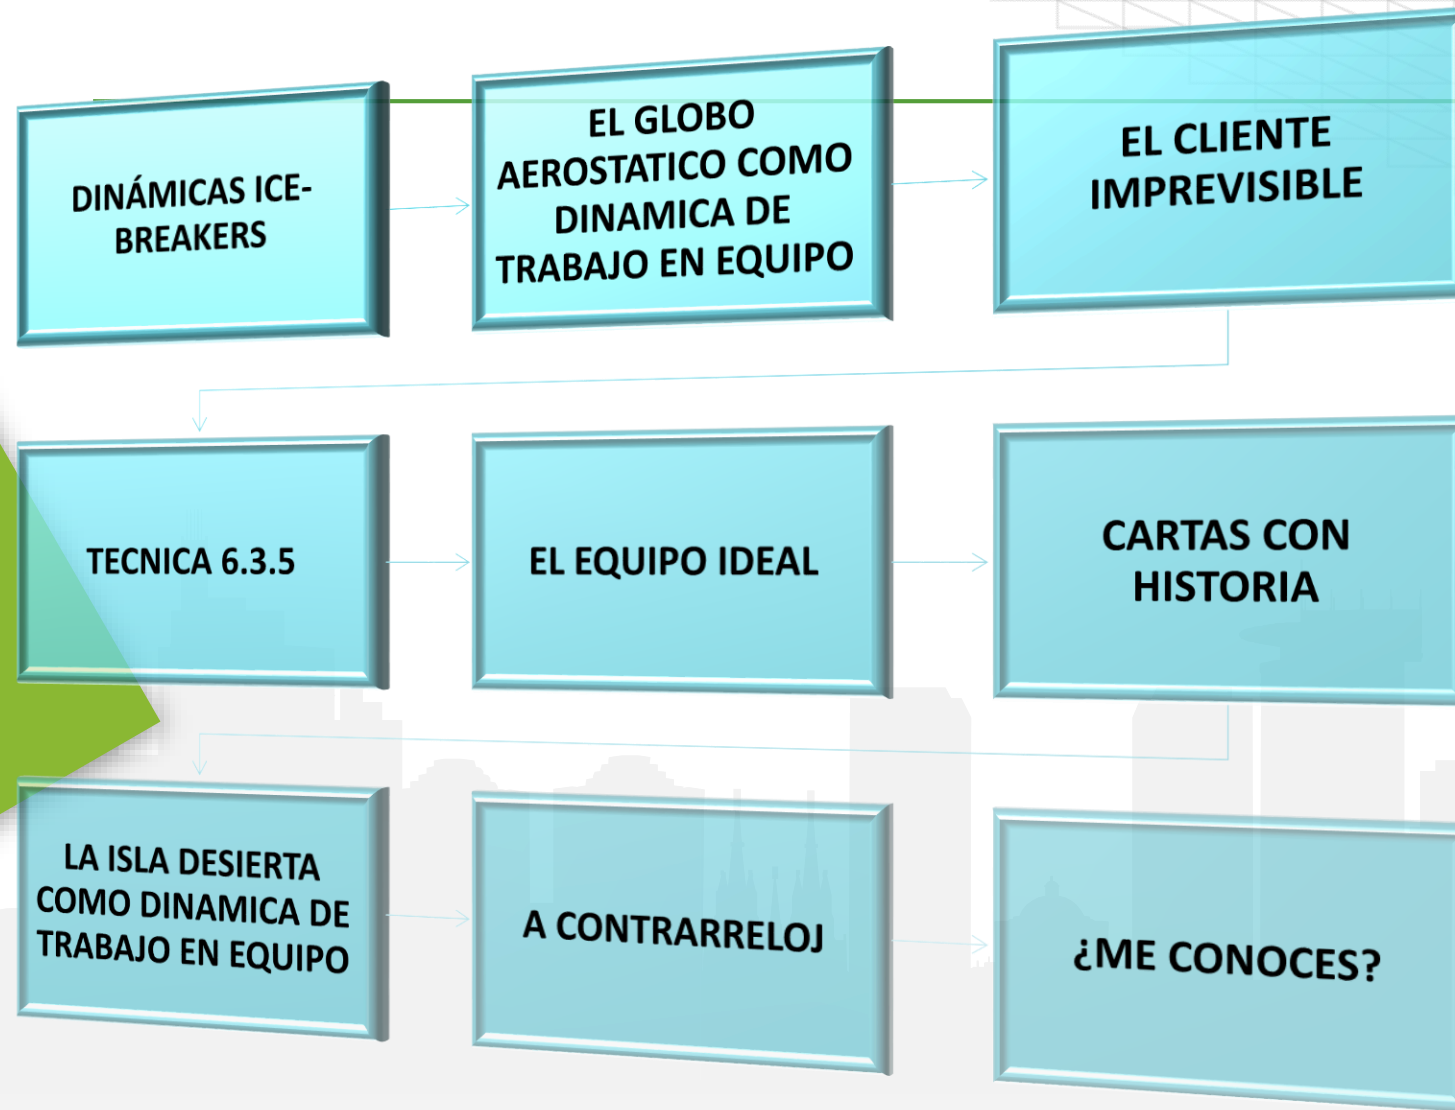 DINÁMICAS ICE-
BREAKERS
EL GLOBO
AEROSTATICO COMO
DINAMICA DE
TRABAJO EN EQUIPO
EL CLIENTE
IMPREVISIBLE
TECNICA 6.3.5
EL EQUIPO IDEAL
CARTAS CON
HISTORIA
LA ISLA DESIERTA
COMO DINAMICA DE
TRABAJO EN EQUIPO
A CONTRARRELOJ
¿ME CONOCES?